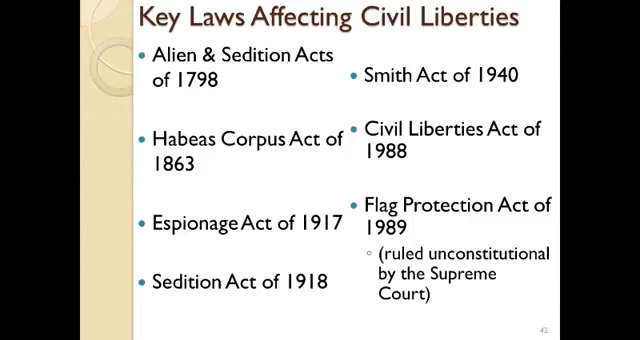 Key Laws Affecting Civil Liberties
• Alien & Sedition Acts
of 1798
• Habeas Corpus Act of
1863
• Espionage Act of 1917
• Sedition Act of 1918
• Smith Act of 1940
• Civil Liberties Act of
1988
• Flag Protection Act of
1989
◦ (ruled unconstitutional
by the Supreme
Court)
42